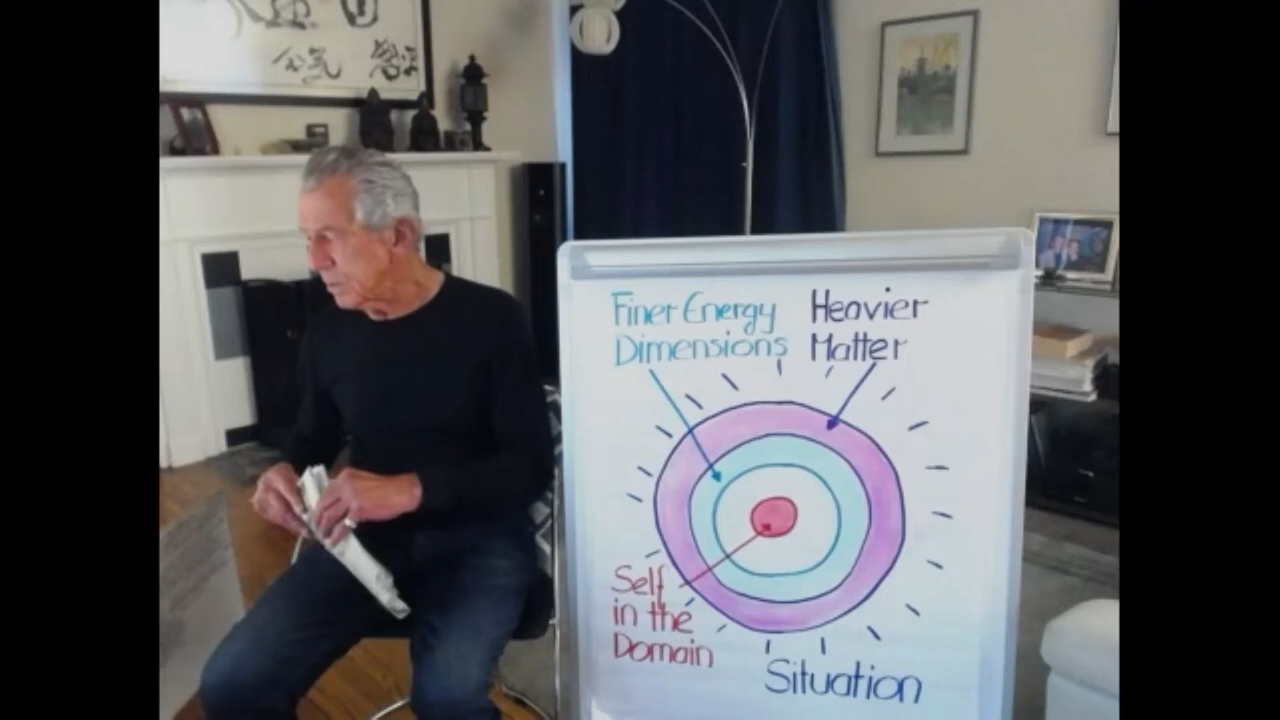 Finer Energy
Dimensions
Heavier
Matter
Self
in the
Domain
Situation